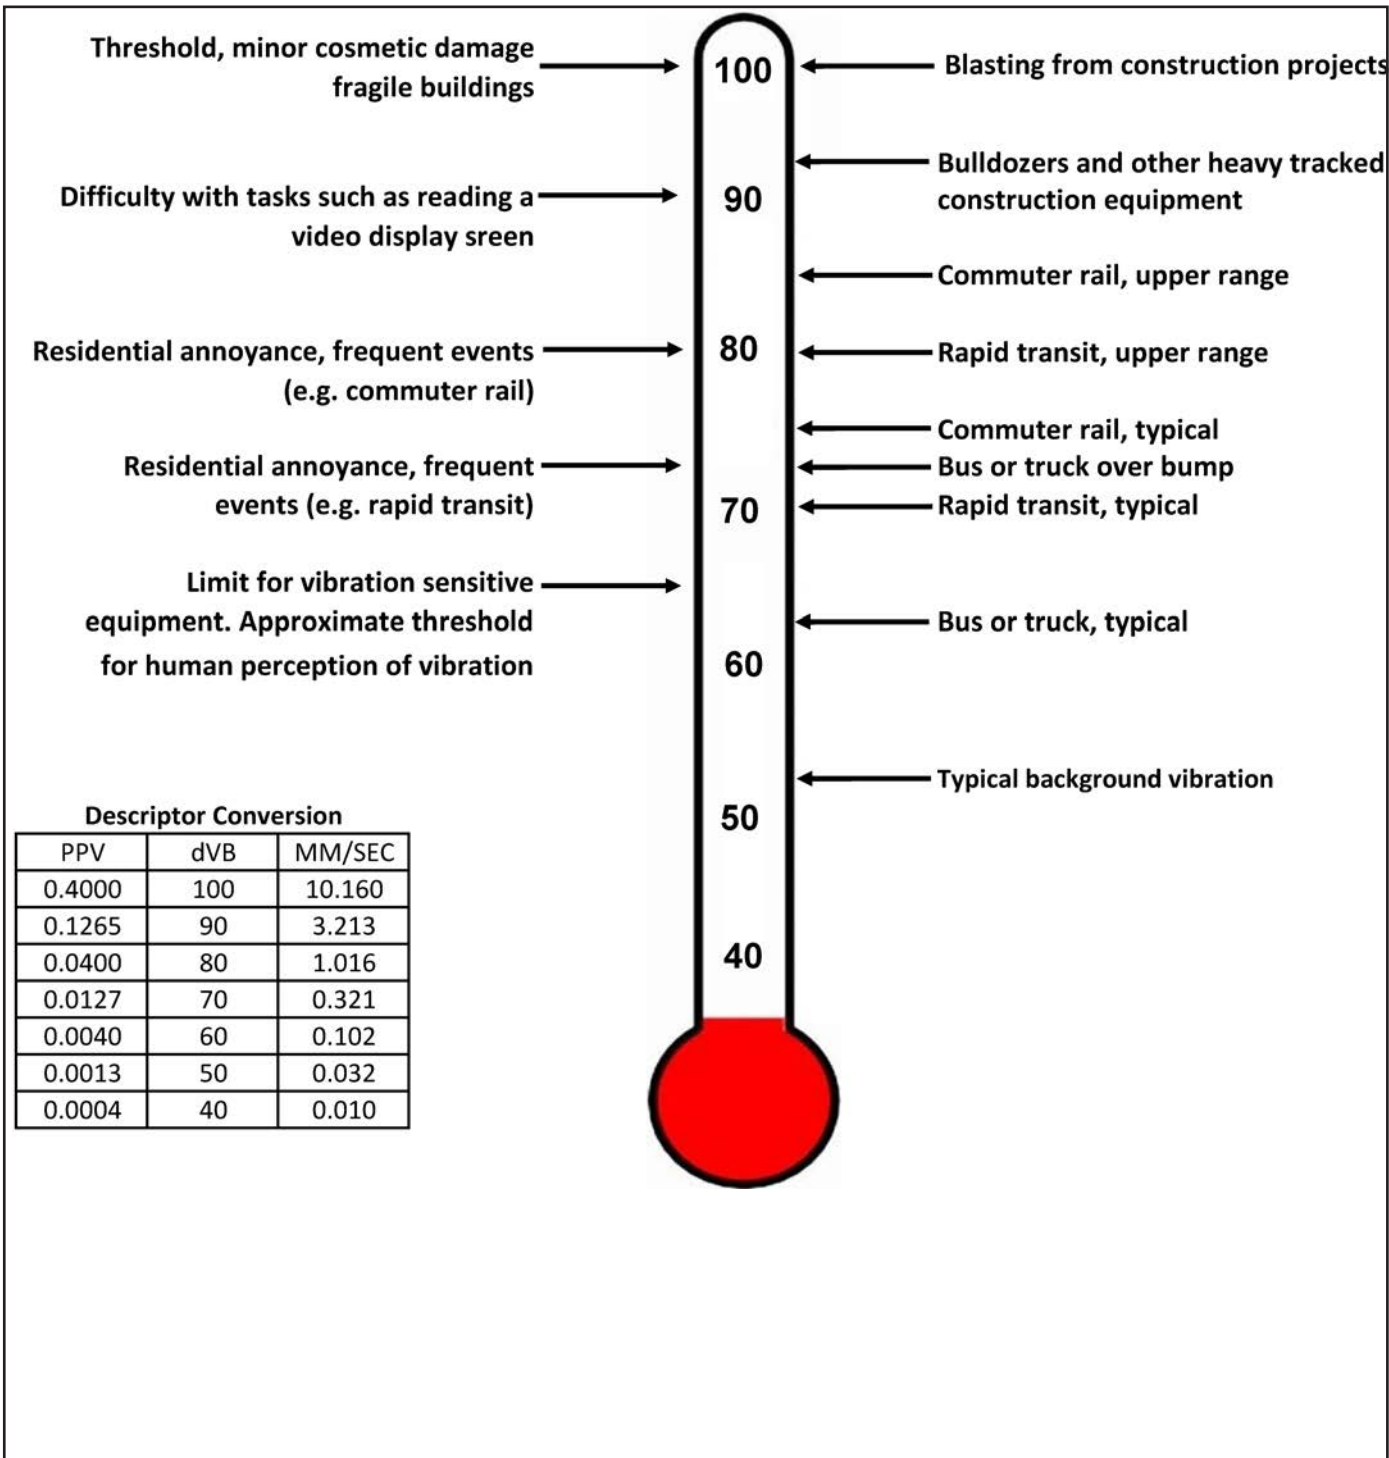 Threshold, minor cosmetic damage
fragile buildings
Difficulty with tasks such as reading a
video display sreen
Residential annoyance, frequent events
(e.g. commuter rail)
Residential annoyance, frequent
events (e.g. rapid transit)
Limit for vibration sensitive
equipment. Approximate threshold
for human perception of vibration
100
90
80
70
60
50
40
Blasting from construction projects
Bulldozers and other heavy tracked
construction equipment
Commuter rail, upper range
Rapid transit, upper range
Commuter rail, typical
Bus or truck over bump
Rapid transit, typical
Bus or truck, typical
Typical background vibration
Descriptor Conversion
PPV dVB MM/SEC
0.4000 100 10.160
0.1265 90 3.213
0.0400 80 1.016
0.0127 70 0.321
0.0040 60 0.102
0.0013 50 0.032
0.0004 40 0.010